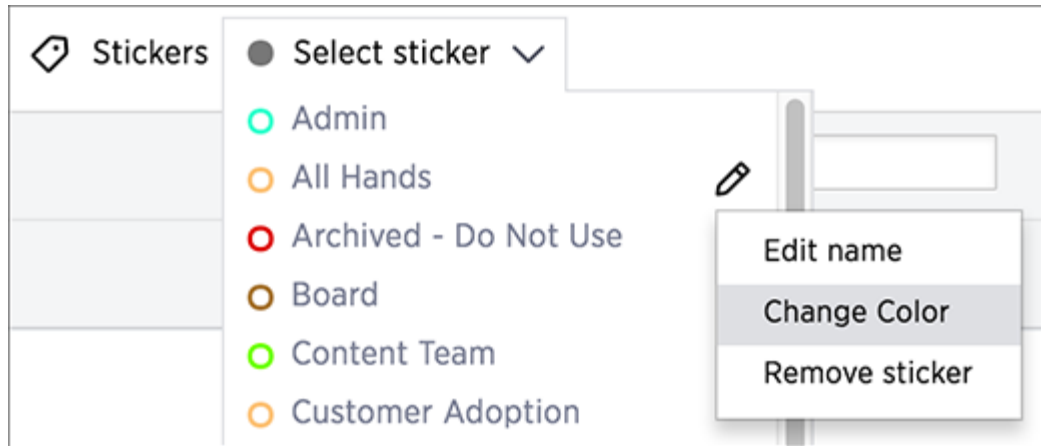 Stickers Select sticker
Admin
All Hands
Archived - Do Not Use
Board
Content Team
Customer Adoption
Edit name
Change Color
Remove sticker